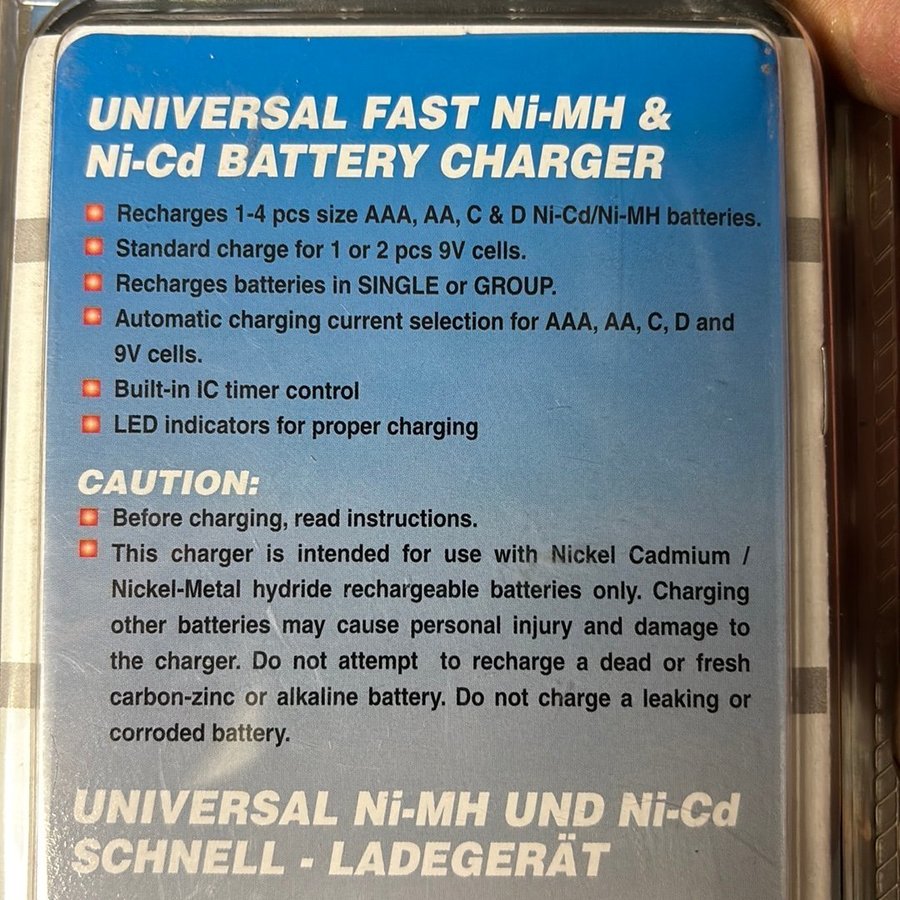 UNIVERSAL FAST Ni-MH &
Ni-Cd BATTERY CHARGER
Recharges 1-4 pcs size AAA, AA, C & D Ni-Cd/Ni-MH batteries.
Standard charge for 1 or 2 pcs 9V cells.
Recharges batteries in SINGLE or GROUP.
Automatic charging current selection for AAA, AA, C, D and
9V cells.
Built-in IC timer control
LED indicators for proper charging
CAUTION:
Before charging, read instructions.
This charger is intended for use with Nickel Cadmium /
Nickel-Metal hydride rechargeable batteries only. Charging
other batteries may cause personal injury and damage to
the charger. Do not attempt to recharge a dead or fresh
carbon-zinc or alkaline battery. Do not charge a leaking or
corroded battery.
UNIVERSAL Ni-MH UND Ni-Cd
SCHNELL - LADEGERÄT